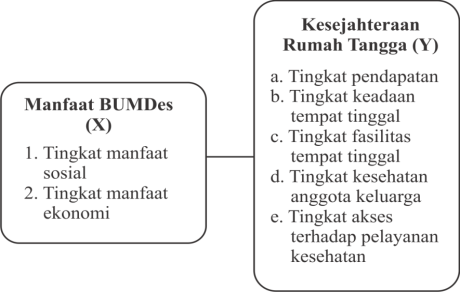 Manfaat BUMDes
(X)
1. Tingkat manfaat
sosial
2. Tingkat manfaat
ekonomi
Kesejahteraan
Rumah Tangga (Y)
a. Tingkat pendapatan
b. Tingkat keadaan
tempat tinggal
c. Tingkat fasilitas
tempat tinggal
d. Tingkat kesehatan
anggota keluarga
e. Tingkat akses
terhadap pelayanan
kesehatan